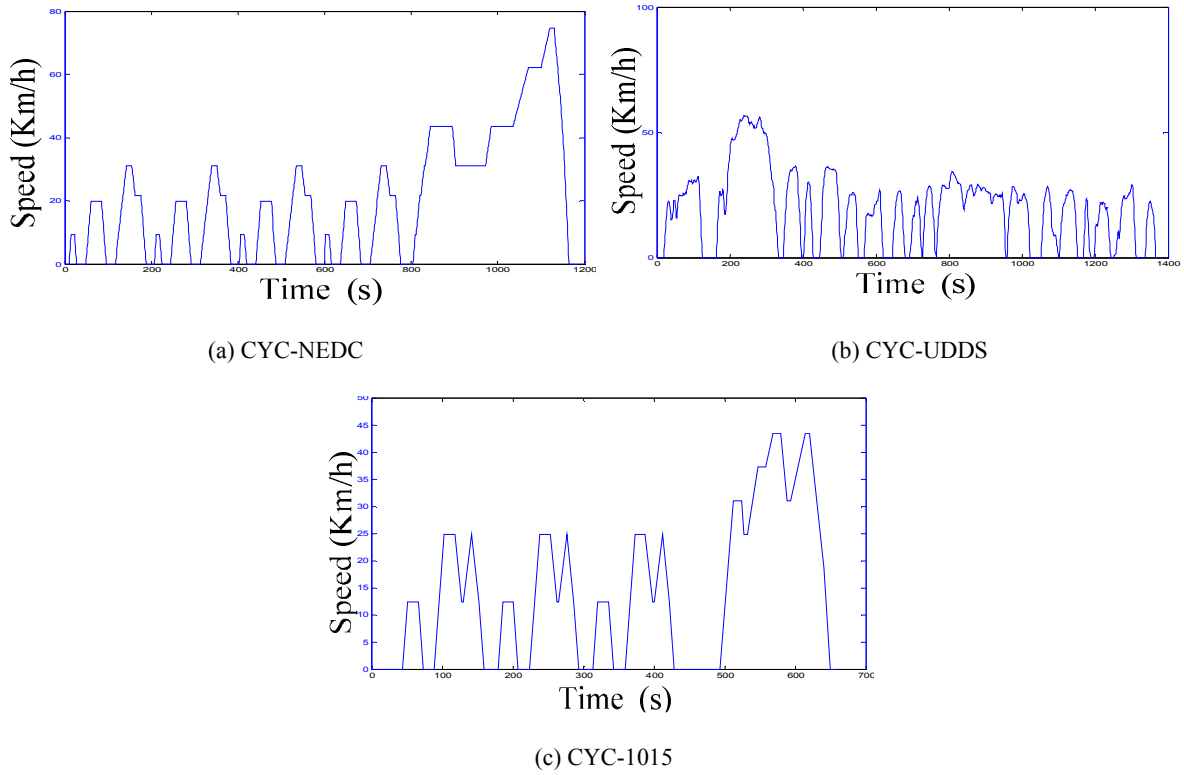 80
60
40
20
0
Speed (Km/h)
0 200 400 600 800 1000 1200
Time (s)
(a) CYC-NEDC
100
50
0
Speed (Km/h)
0 200 400 600 800 1000 1200 1400
Time (s)
(b) CYC-UDDS
50
45
40
35
30
25
20
15
10
5
0
Speed (Km/h)
0 100 200 300 400 500 600 700
Time (s)
(c) CYC-1015